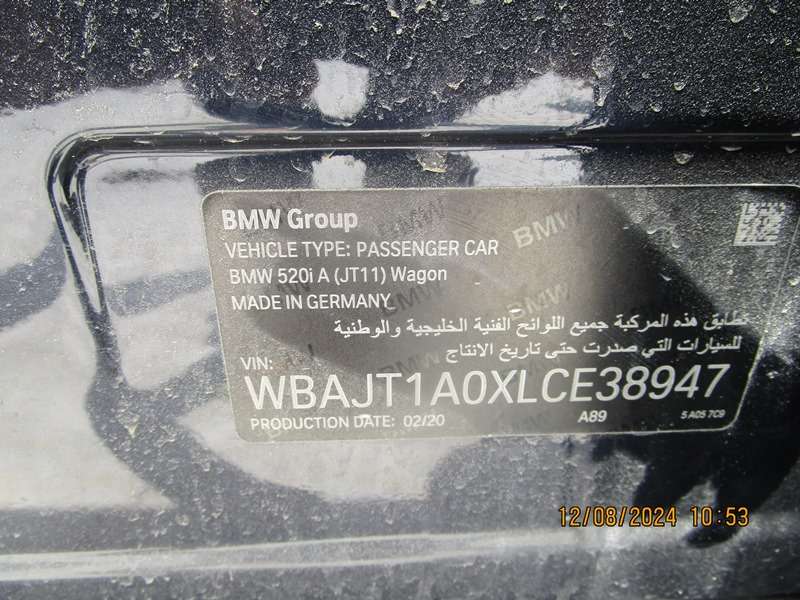 BMW Group
VEHICLE TYPE: PASSENGER CAR
BMW 520i A (JT11) Wagon
MADE IN GERMANY
تطابق هذه المركبة جميع اللوائح الفنية الخليجية والوطنية
للسيارات التي صدرت حتى تاريخ الانتاج
VIN:
WBAJT1A0XLCE38947
PRODUCTION DATE: 02/20 A89 5 A05 7C9
12/08/2024 10:53